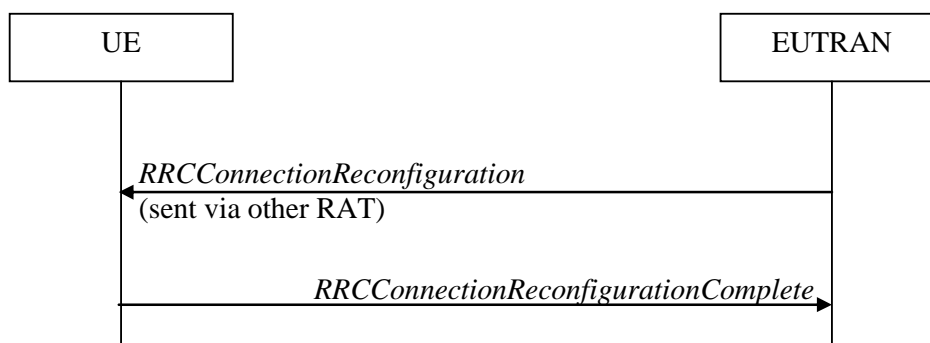 UE
EUTRAN
RRCConnectionReconfiguration
(sent via other RAT)
RRCConnectionReconfigurationComplete